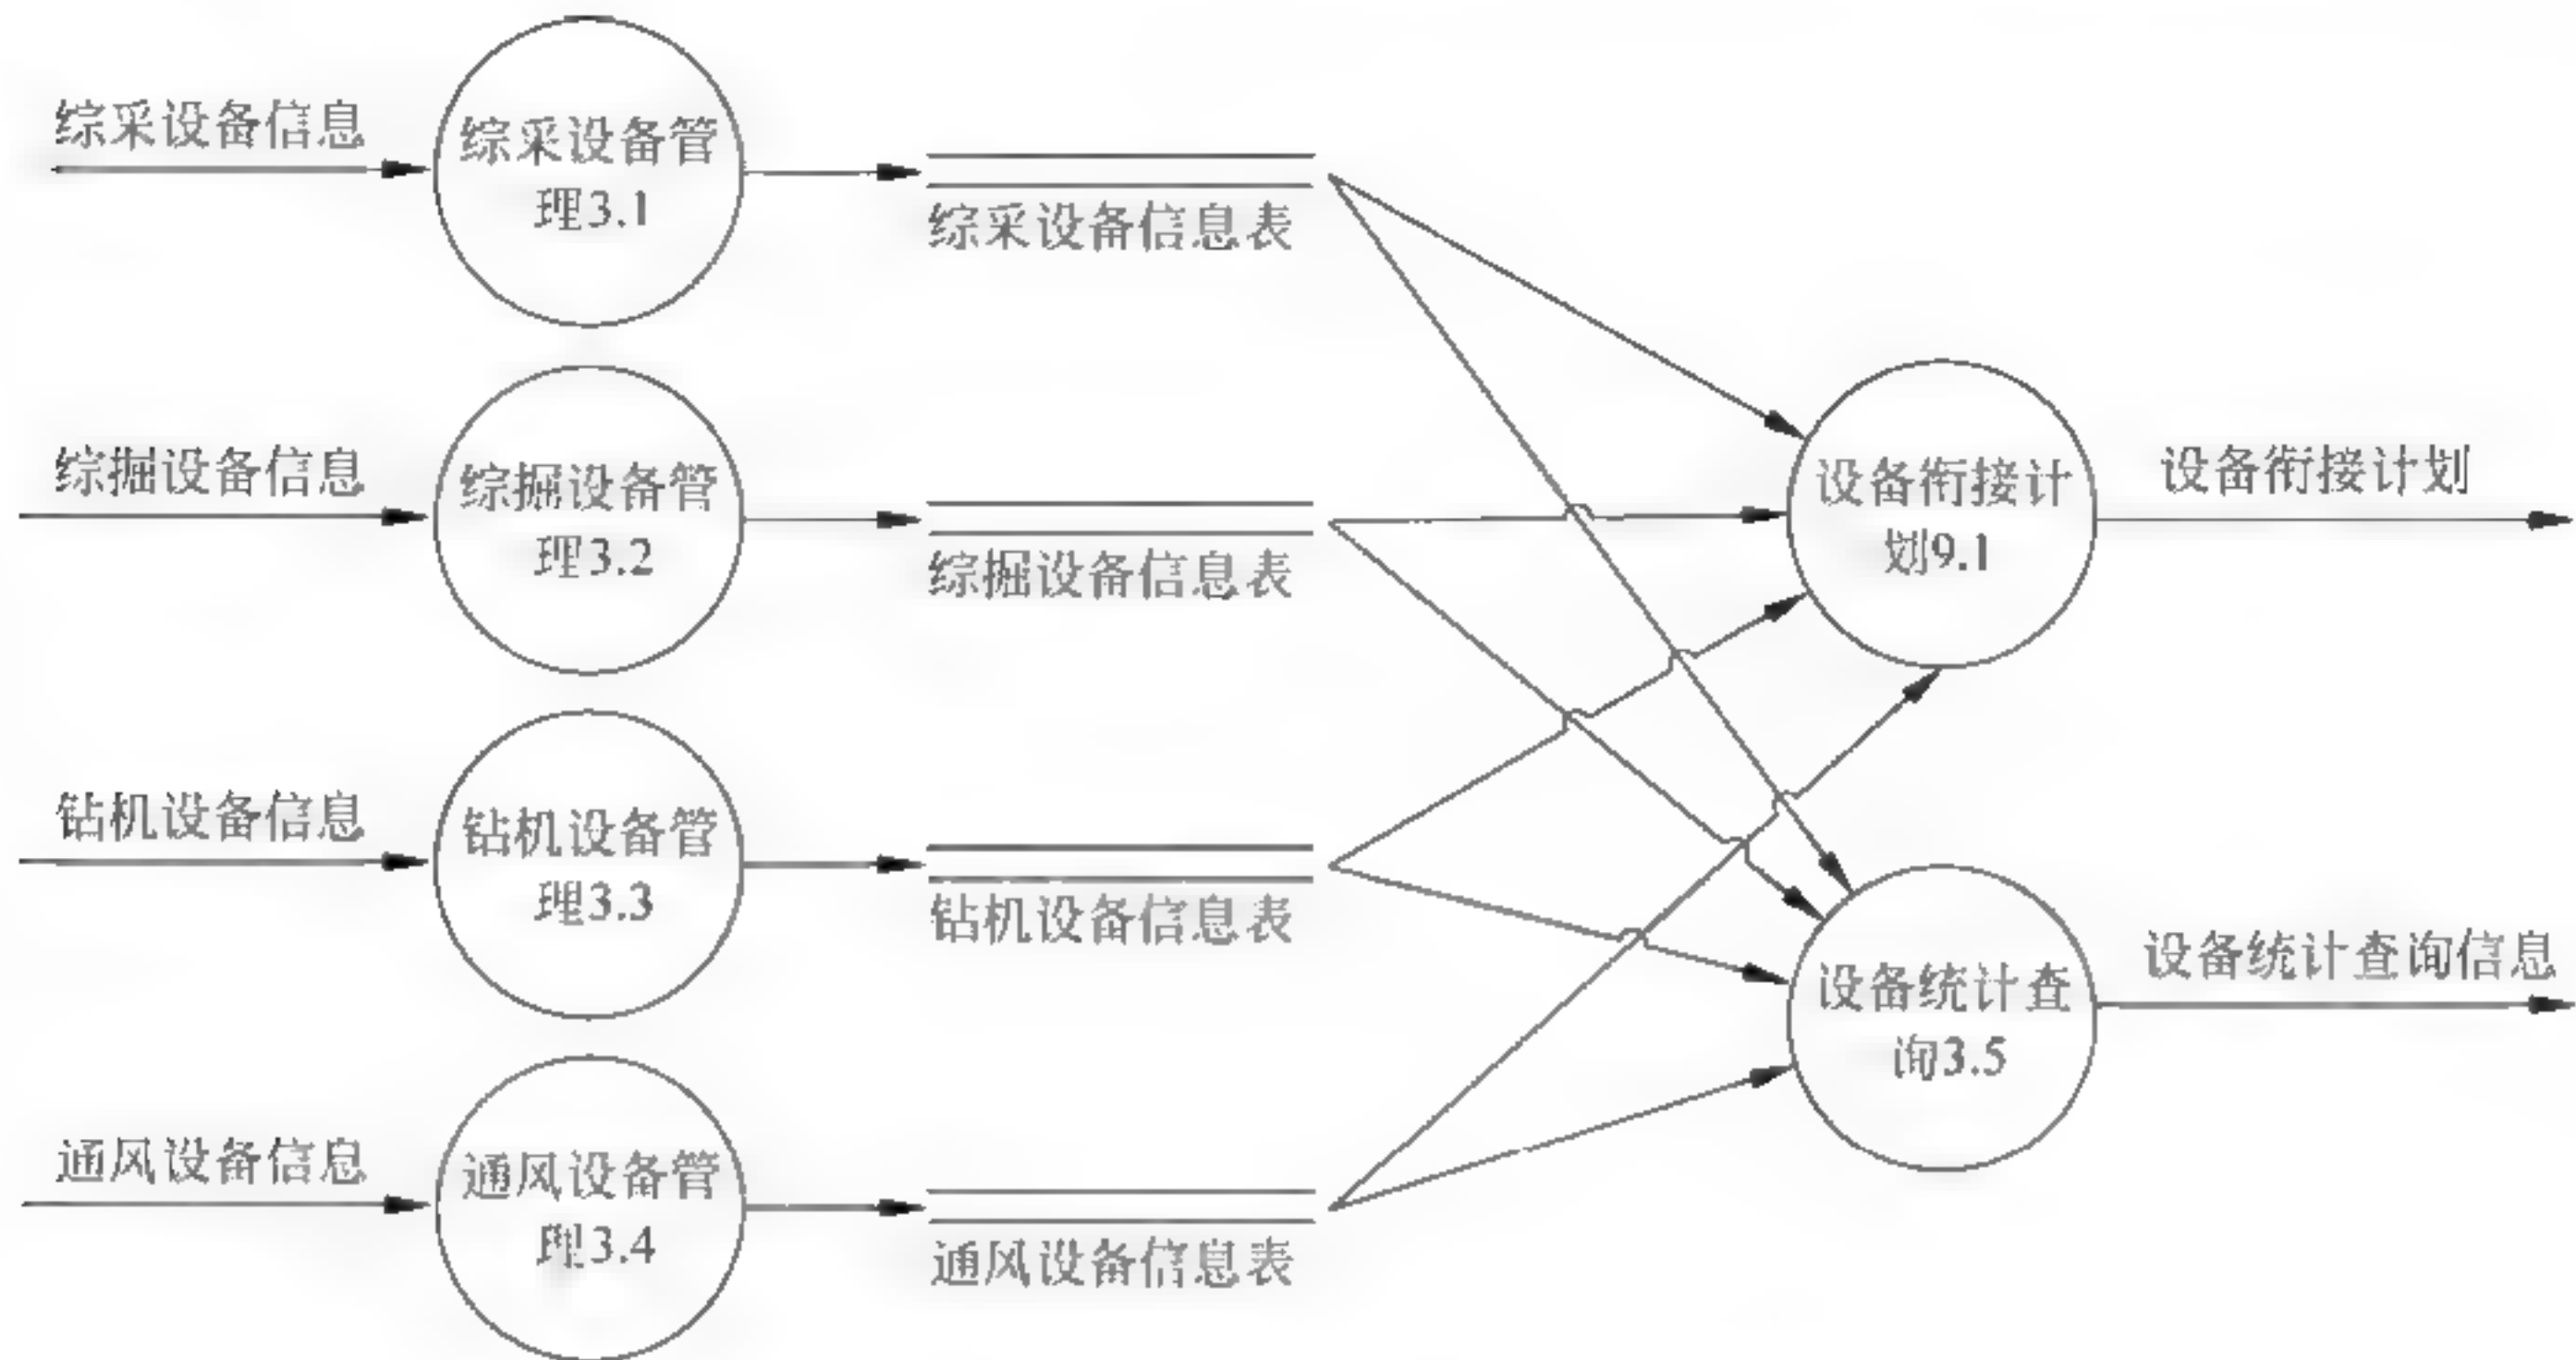 综采设备信息
综采设备管
理3.1
综采设备信息表
综掘设备信息
综掘设备管
理3.2
综掘设备信息表
设备衔接计
划9.1
设备衔接计划
钻机设备信息
钻机设备管
理3.3
钻机设备信息表
设备统计查
询3.5
设备统计查询信息
通风设备信息
通风设备管
理3.4
通风设备信息表